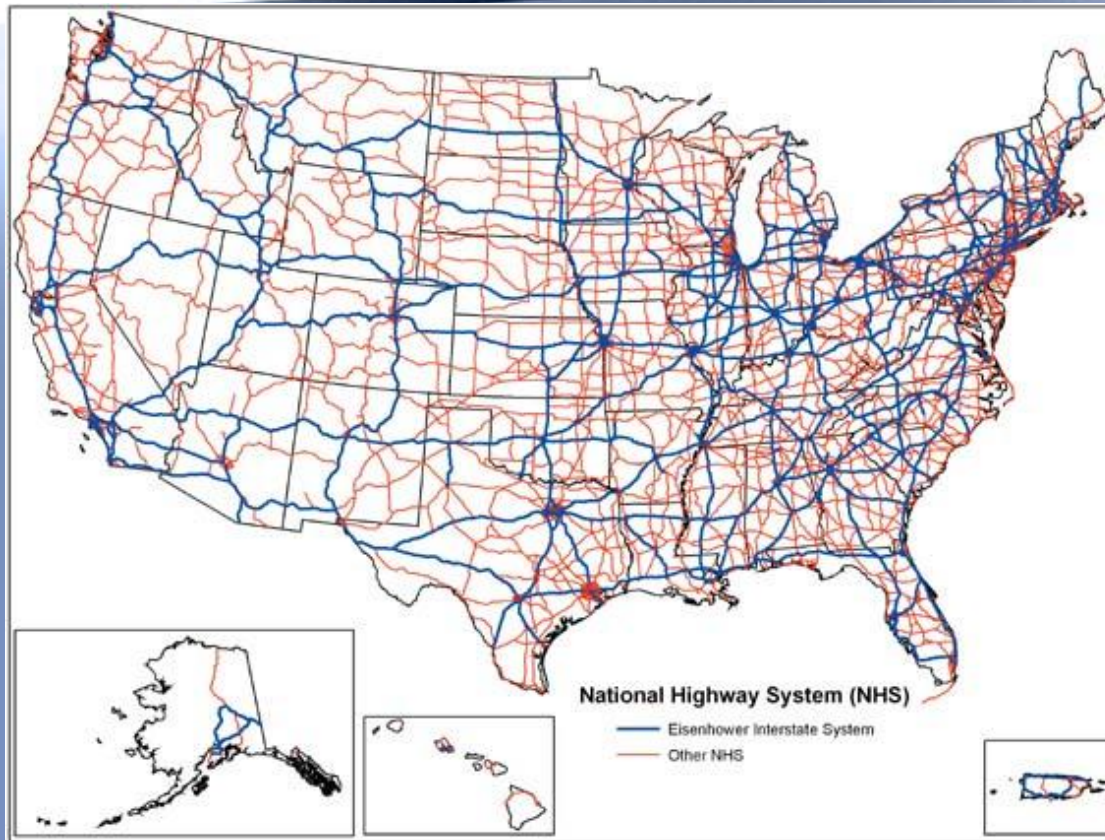 National Highway System (NHS)
Eisenhower Interstate System
Other NHS